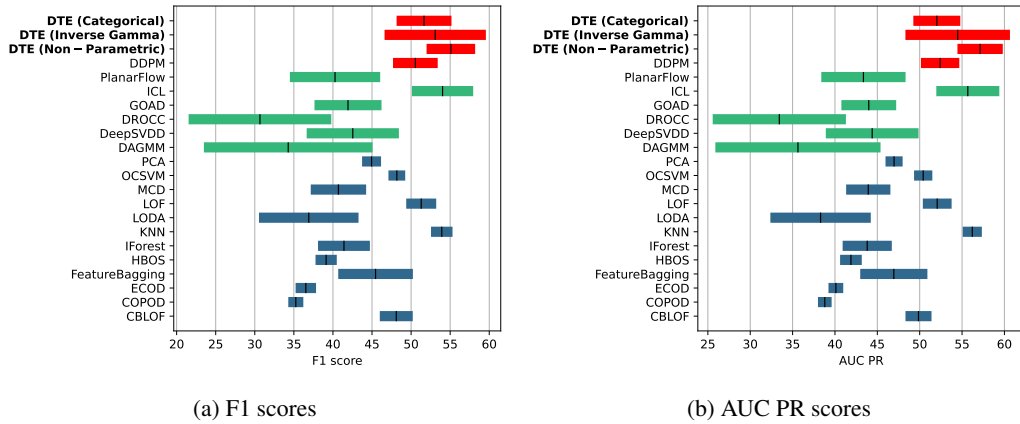 DTE (Categorical)
DTE (Inverse Gamma)
DTE (Non − Parametric)
DDPM
PlanarFlow
ICL
GOAD
DROCC
DeepSVDD
DAGMM
PCA
OCSVM
MCD
LOF
LODA
KNN
IForest
HBOS
FeatureBagging
ECOD
COPOD
CBLOF
20 25 30 35 40 45 50 55 60
F1 score
(a) F1 scores
DTE (Categorical)
DTE (Inverse Gamma)
DTE (Non − Parametric)
DDPM
PlanarFlow
ICL
GOAD
DROCC
DeepSVDD
DAGMM
PCA
OCSVM
MCD
LOF
LODA
KNN
IForest
HBOS
FeatureBagging
ECOD
COPOD
CBLOF
25 30 35 40 45 50 55 60
AUC PR
(b) AUC PR scores